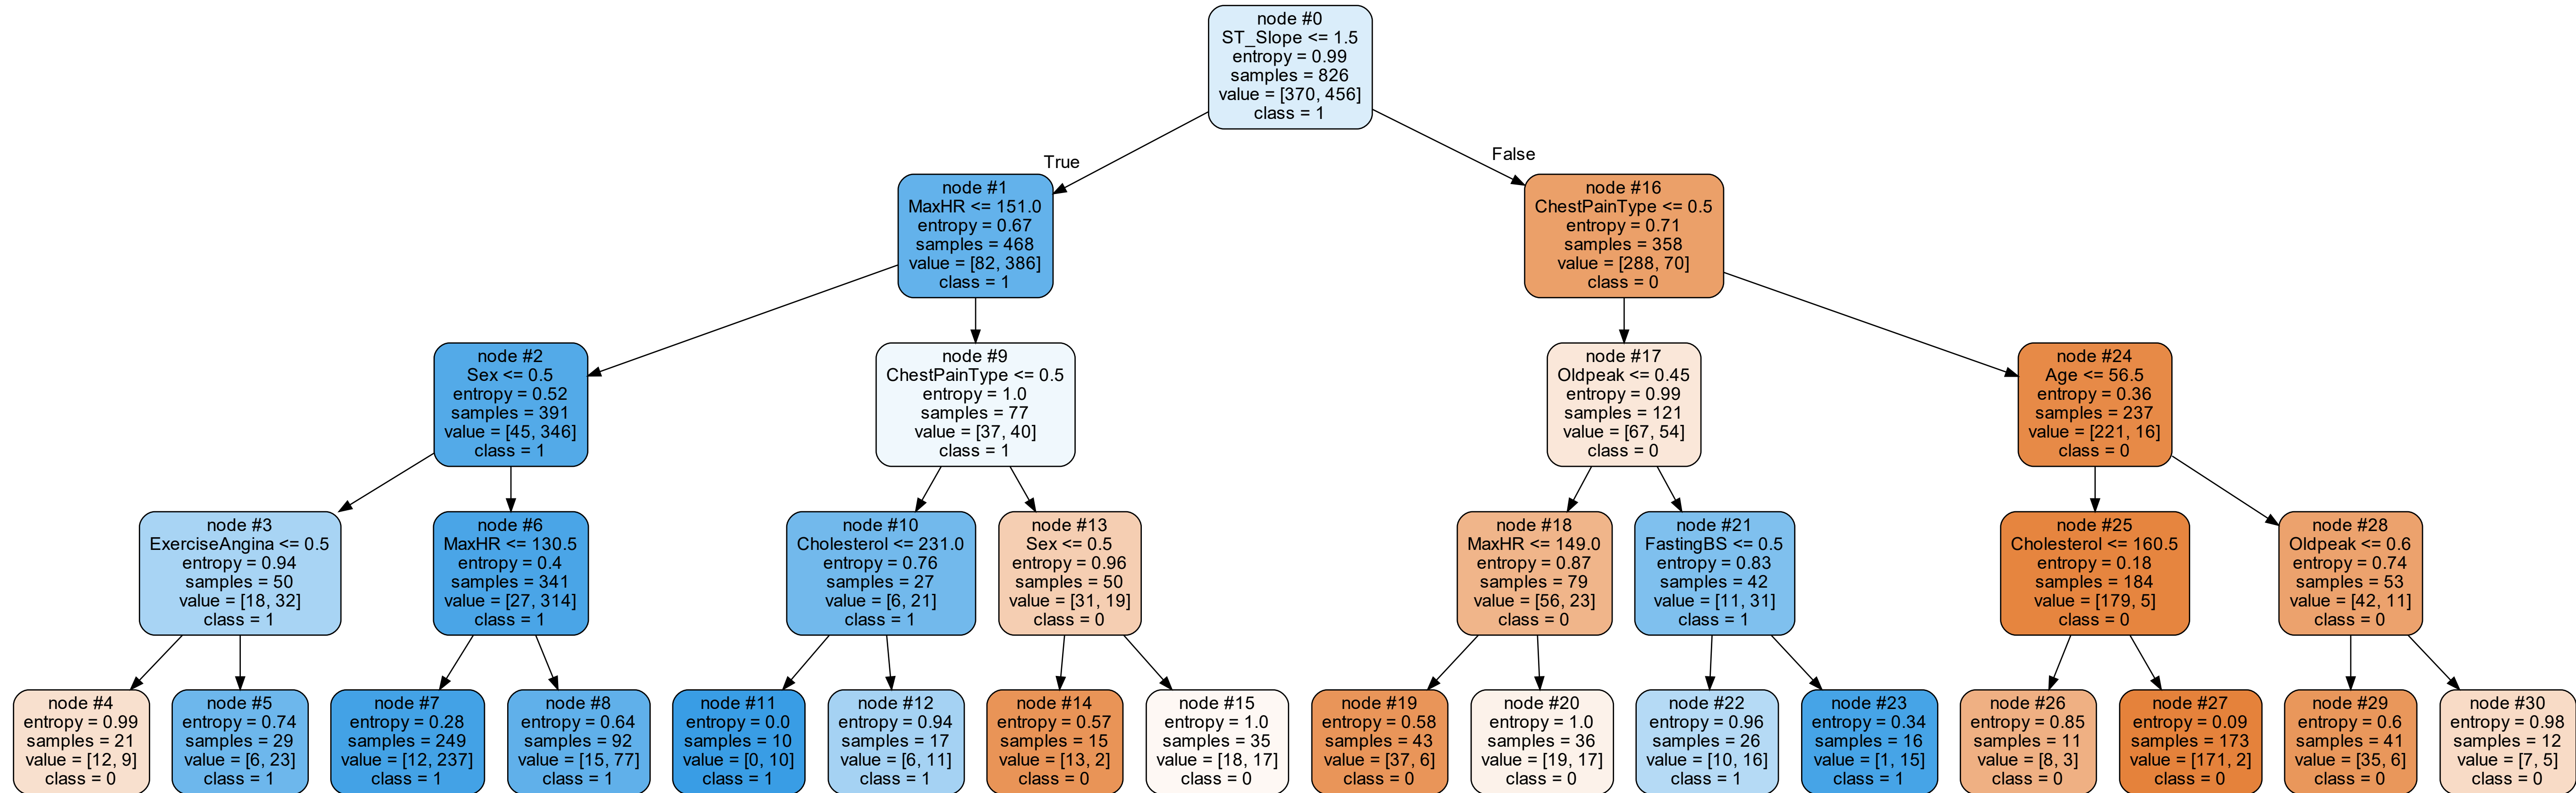 node #0
ST_Slope <= 1.5
entropy = 0.99
samples = 826
value = [370, 456]
class = 1
True
False
node #1
MaxHR <= 151.0
entropy = 0.67
samples = 468
value = [82, 386]
class = 1
node #16
ChestPainType <= 0.5
entropy = 0.71
samples = 358
value = [288, 70]
class = 0
node #2
Sex <= 0.5
entropy = 0.52
samples = 391
value = [45, 346]
class = 1
node #9
ChestPainType <= 0.5
entropy = 1.0
samples = 77
value = [37, 40]
class = 1
node #17
Oldpeak <= 0.45
entropy = 0.99
samples = 121
value = [67, 54]
class = 0
node #24
Age <= 56.5
entropy = 0.36
samples = 237
value = [221, 16]
class = 0
node #3
ExerciseAngina <= 0.5
entropy = 0.94
samples = 50
value = [18, 32]
class = 1
node #6
MaxHR <= 130.5
entropy = 0.4
samples = 341
value = [27, 314]
class = 1
node #10
Cholesterol <= 231.0
entropy = 0.76
samples = 27
value = [6, 21]
class = 1
node #13
Sex <= 0.5
entropy = 0.96
samples = 50
value = [31, 19]
class = 0
node #18
MaxHR <= 149.0
entropy = 0.87
samples = 79
value = [56, 23]
class = 0
node #21
FastingBS <= 0.5
entropy = 0.83
samples = 42
value = [11, 31]
class = 1
node #25
Cholesterol <= 160.5
entropy = 0.18
samples = 184
value = [179, 5]
class = 0
node #28
Oldpeak <= 0.6
entropy = 0.74
samples = 53
value = [42, 11]
class = 0
node #4
entropy = 0.99
samples = 21
value = [12, 9]
class = 0
node #5
entropy = 0.74
samples = 29
value = [6, 23]
class = 1
node #7
entropy = 0.28
samples = 249
value = [12, 237]
class = 1
node #8
entropy = 0.64
samples = 92
value = [15, 77]
class = 1
node #11
entropy = 0.0
samples = 10
value = [0, 10]
class = 1
node #12
entropy = 0.94
samples = 17
value = [6, 11]
class = 1
node #14
entropy = 0.57
samples = 15
value = [13, 2]
class = 0
node #15
entropy = 1.0
samples = 35
value = [18, 17]
class = 0
node #19
entropy = 0.58
samples = 43
value = [37, 6]
class = 0
node #20
entropy = 1.0
samples = 36
value = [19, 17]
class = 0
node #22
entropy = 0.96
samples = 26
value = [10, 16]
class = 1
node #23
entropy = 0.34
samples = 16
value = [1, 15]
class = 1
node #26
entropy = 0.85
samples = 11
value = [8, 3]
class = 0
node #27
entropy = 0.09
samples = 173
value = [171, 2]
class = 0
node #29
entropy = 0.6
samples = 41
value = [35, 6]
class = 0
node #30
entropy = 0.98
samples = 12
value = [7, 5]
class = 0